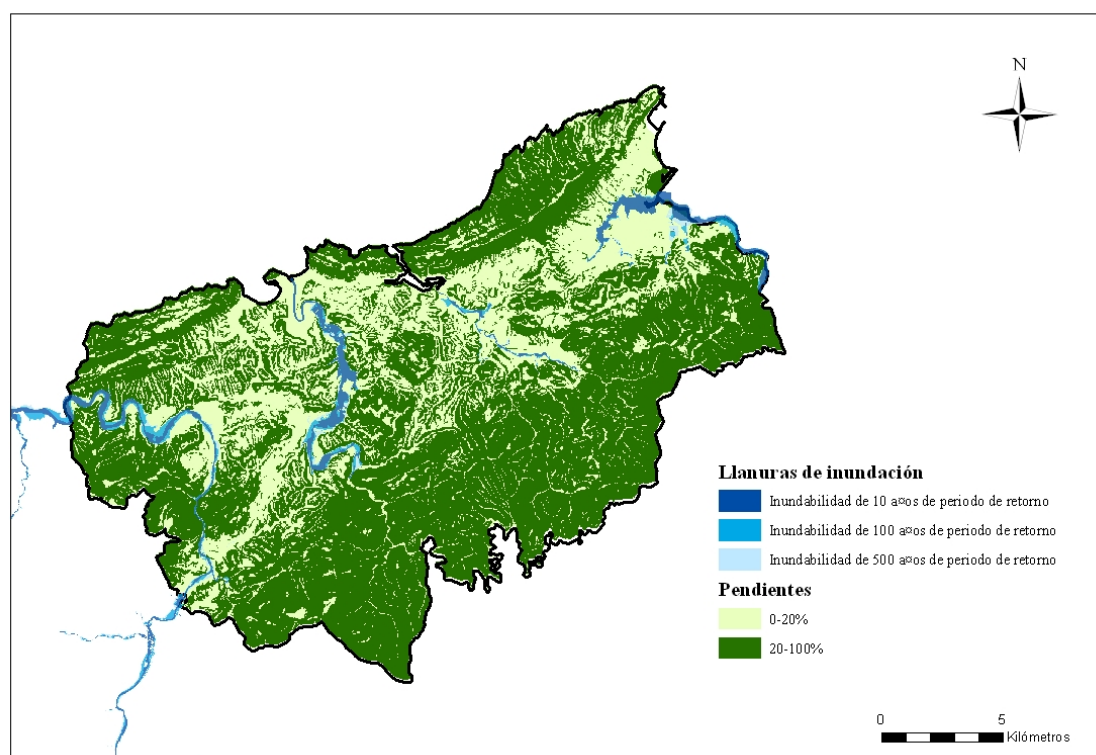 N
Llanuras de inundación
Inundabilidad de 10 a¤os de periodo de retorno
Inundabilidad de 100 a¤os de periodo de retorno
Inundabilidad de 500 a¤os de periodo de retorno
Pendientes
0-20%
20-100%
0 5
Kilómetros